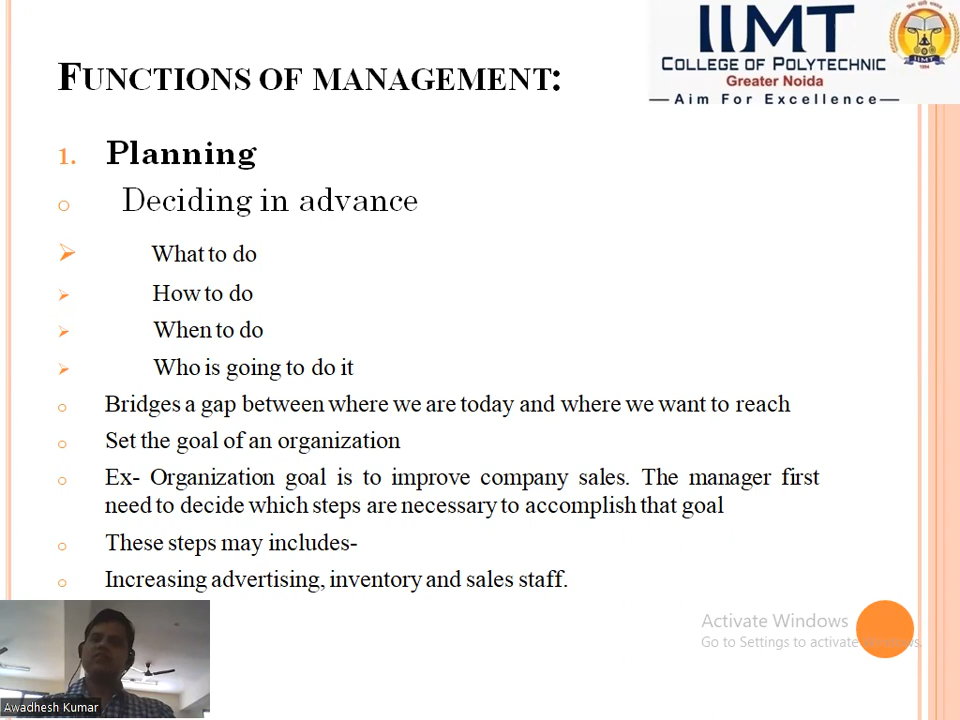 IIMT
COLLEGE OF POLYTECHNIC
Greater Noida
Aim For Excellence
FUNCTIONS OF MANAGEMENT:
1. Planning
Deciding in advance
What to do
How to do
When to do
Who is going to do it
Bridges a gap between where we are today and where we want to reach
Set the goal of an organization
Ex- Organization goal is to improve company sales. The manager first
need to decide which steps are necessary to accomplish that goal
These steps may includes-
Increasing advertising, inventory and sales staff.
Activate Windows
Go to Settings to activate Windows.
Awadhesh Kumar